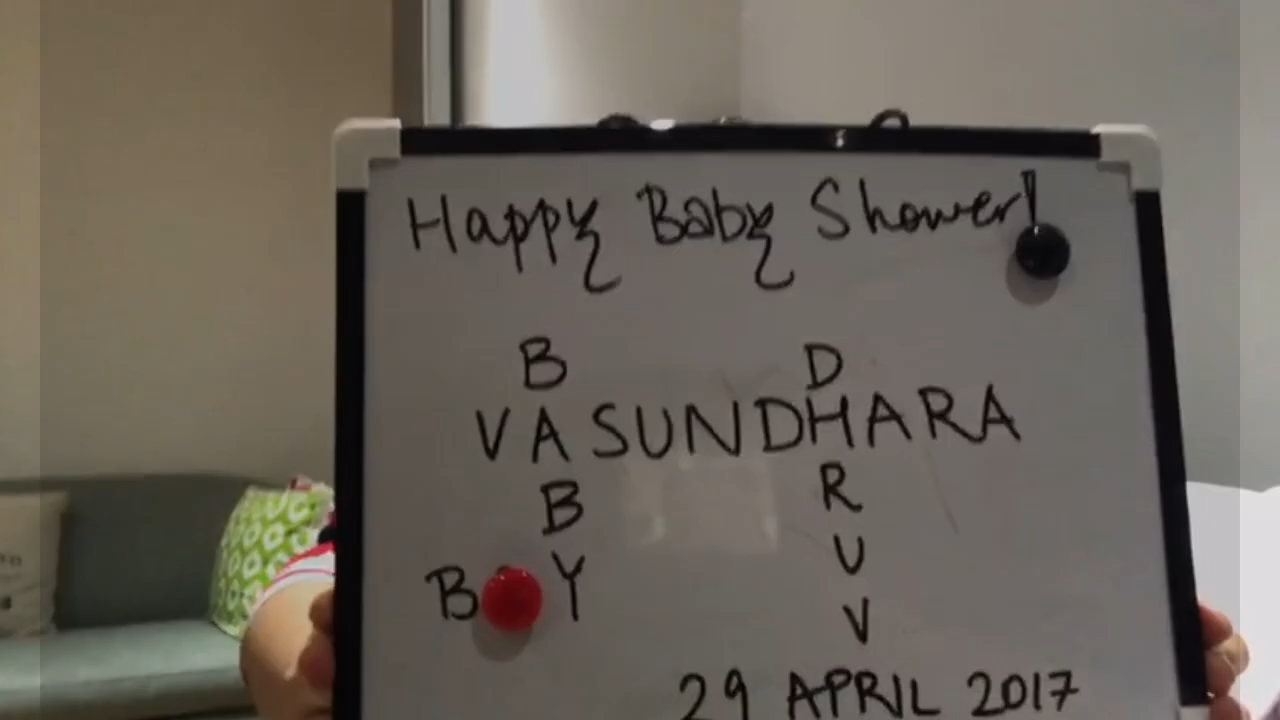 Happy Baby Shower!
B D
VASUNDHARA
B R
U
B Y
V
29 APRIL 2017